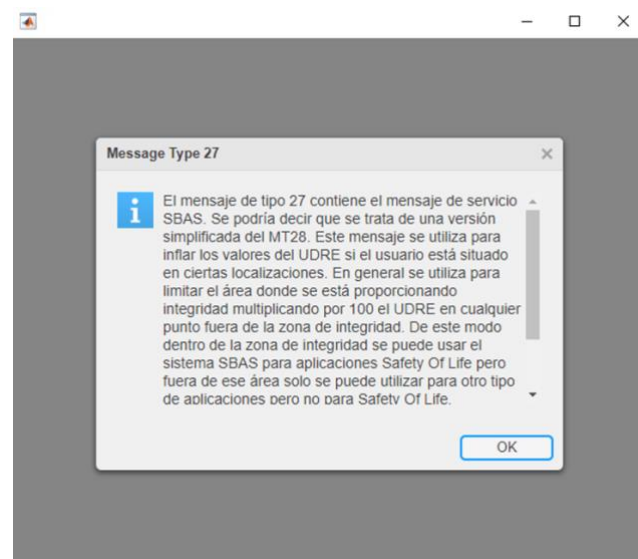 Message Type 27
El mensaje de tipo 27 contiene el mensaje de servicio
SBAS. Se podría decir que se trata de una versión
simplificada del MT28. Este mensaje se utiliza para
inflar los valores del UDRE si el usuario está situado
en ciertas localizaciones. En general se utiliza para
limitar el área donde se está proporcionando
integridad multiplicando por 100 el UDRE en cualquier
punto fuera de la zona de integridad. De este modo
dentro de la zona de integridad se puede usar el
sistema SBAS para aplicaciones Safety Of Life pero
fuera de ese área solo se puede utilizar para otro tipo
de aplicaciones pero no para Safety Of Life.
OK